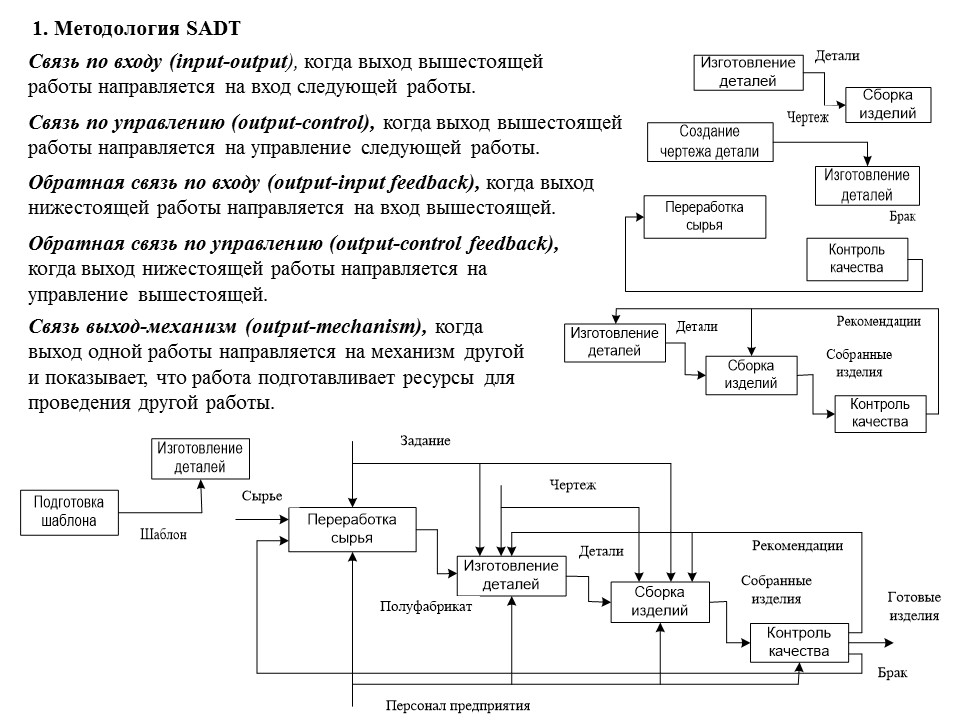 1. Методология SADT
Связь по входу (input-output), когда выход вышестоящей
работы направляется на вход следующей работы.
Связь по управлению (output-control), когда выход вышестоящей
работы направляется на управление следующей работы.
Обратная связь по входу (output-input feedback), когда выход
нижестоящей работы направляется на вход вышестоящей.
Обратная связь по управлению (output-control feedback),
когда выход нижестоящей работы направляется на
управление вышестоящей.
Связь выход-механизм (output-mechanism), когда
выход одной работы направляется на механизм другой
и показывает, что работа подготавливает ресурсы для
проведения другой работы.
Изготовление
деталей
Детали
Сборка
изделий
Создание
чертежа детали
Чертеж
Изготовление
деталей
Переработка
сырья
Брак
Контроль
качества
Изготовление
деталей
Детали
Сборка
изделий
Рекомендации
Собранные
изделия
Контроль
качества
Подготовка
шаблона
Шаблон
Изготовление
деталей
Задание
Сырье
Переработка
сырья
Чертеж
Полуфабрикат
Изготовление
деталей
Детали
Сборка
изделий
Рекомендации
Собранные
изделия
Контроль
качества
Готовые
изделия
Брак
Персонал предприятия